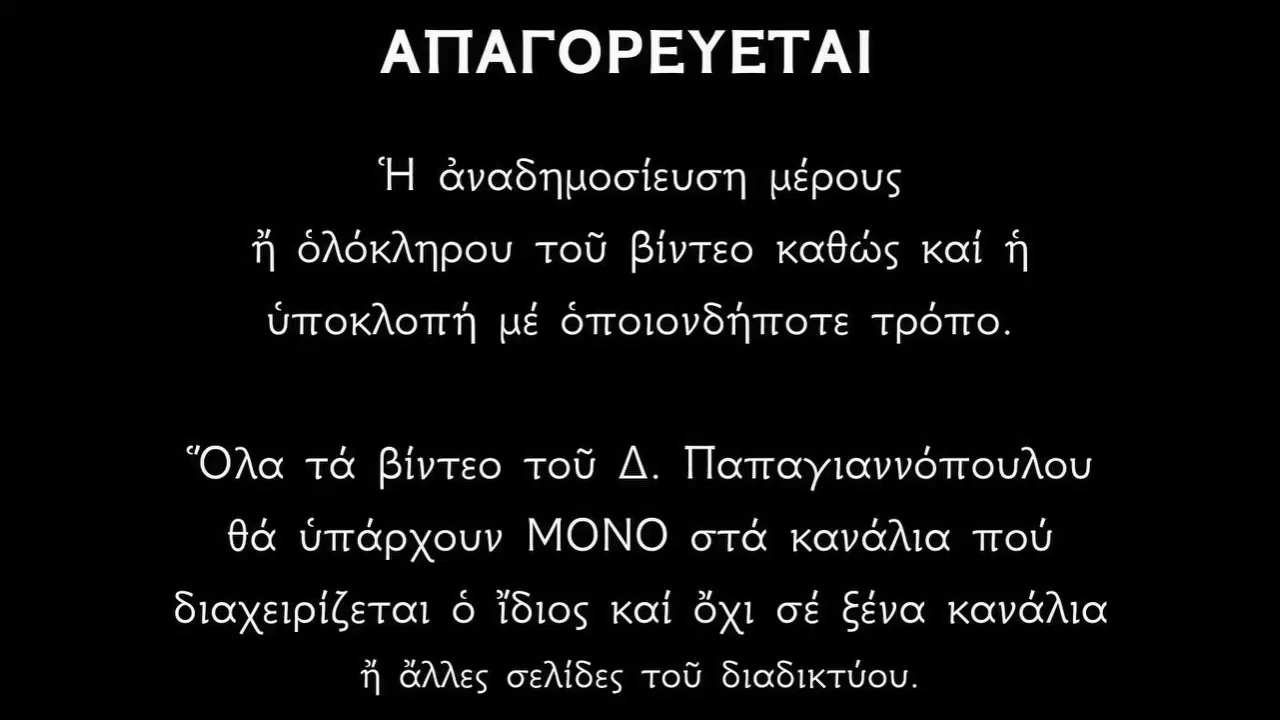 ΑΠΑΓΟΡΕΥΕΤΑΙ
Ἡ ἀναδημοσίευση μέρους
ἤ ὁλόκληρου τοῦ βίντεο καθώς καί ἡ
ὑποκλοπή μέ ὁποιονδήποτε τρόπο.
Ὅλα τά βίντεο τοῦ Δ. Παπαγιαννόπουλου
θά ὑπάρχουν ΜΟΝΟ στά κανάλια πού
διαχειρίζεται ὁ ἴδιος καί ὄχι σέ ξένα κανάλια
ἤ ἄλλες σελίδες τοῦ διαδικτύου.